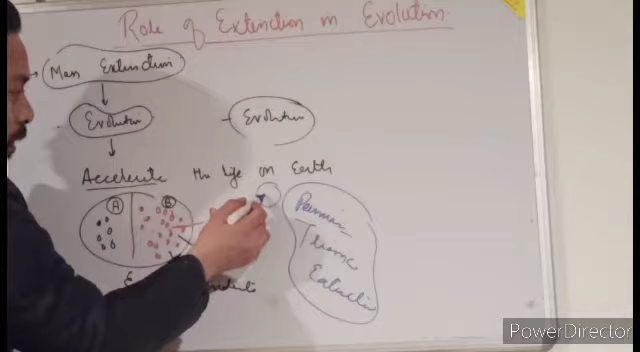 Role of Extinction in Evolution
Mass Extinction
Evolution
Evolution
Accelerate the life on Earth
A B
Permian
Triassic
Extinction
PowerDirector